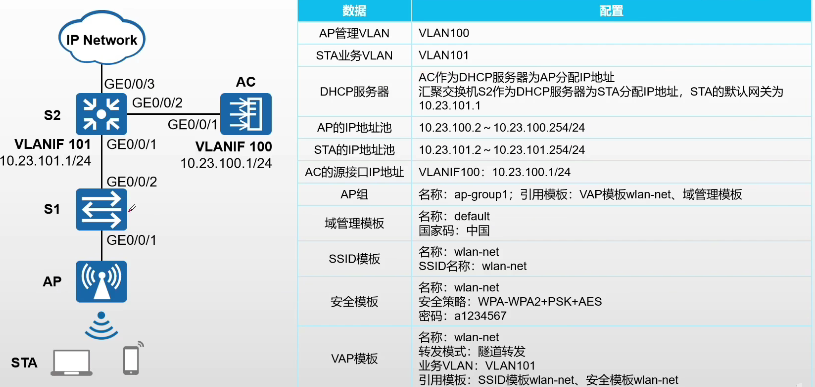 IP Network
GE0/0/3
AC
S2
GE0/0/2
GE0/0/1
VLANIF 101
GE0/0/1
VLANIF 100
10.23.101.1/24
10.23.100.1/24
GE0/0/2
S1
GE0/0/1
AP
STA
数据 配置
AP管理VLAN VLAN100
STA业务VLAN VLAN101
DHCP服务器 AC作为DHCP服务器为AP分配IP地址
汇聚交换机S2作为DHCP服务器为STA分配IP地址，STA的默认网关为
10.23.101.1
AP的IP地址池 10.23.100.2～10.23.100.254/24
STA的IP地址池 10.23.101.2～10.23.101.254/24
AC的源接口IP地址 VLANIF100：10.23.100.1/24
AP组 名称：ap-group1；引用模板：VAP模板wlan-net、域管理模板
域管理模板 名称：default
国家码：中国
SSID模板 名称：wlan-net
SSID名称：wlan-net
安全模板 名称：wlan-net
安全策略：WPA-WPA2+PSK+AES
密码：a1234567
VAP模板 名称：wlan-net
转发模式：隧道转发
业务VLAN：VLAN101
引用模板：SSID模板wlan-net、安全模板wlan-net